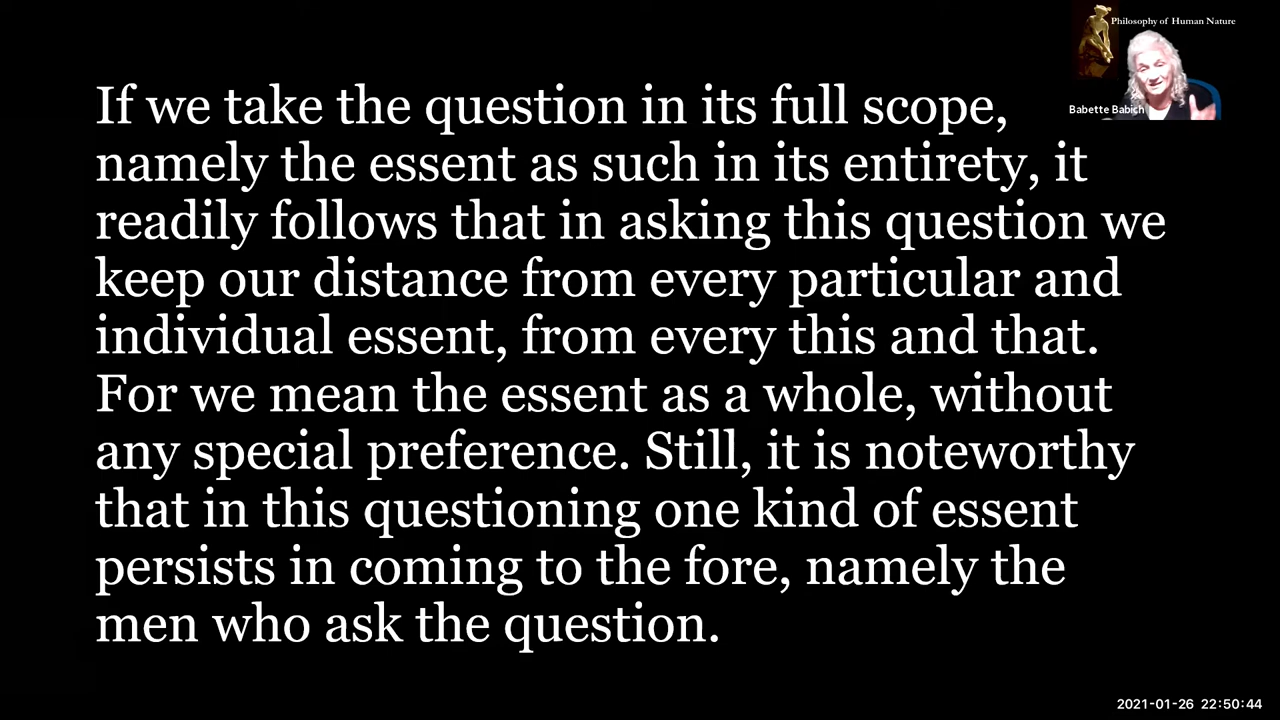 Philosophy of Human Nature
Babette Babich
If we take the question in its full scope,
namely the essent as such in its entirety, it
readily follows that in asking this question we
keep our distance from every particular and
individual essent, from every this and that.
For we mean the essent as a whole, without
any special preference. Still, it is noteworthy
that in this questioning one kind of essent
persists in coming to the fore, namely the
men who ask the question.
2021-01-26 22:50:44